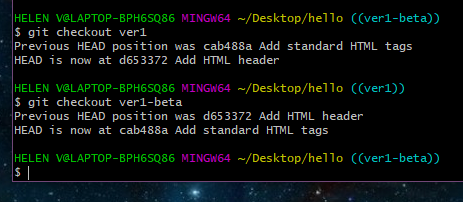 HELEN V@LAPTOP-BPH6SQ86 MINGW64 ~/Desktop/hello ((ver1-beta))
$ git checkout ver1
Previous HEAD position was cab488a Add standard HTML tags
HEAD is now at d653372 Add HTML header
HELEN V@LAPTOP-BPH6SQ86 MINGW64 ~/Desktop/hello ((ver1))
$ git checkout ver1-beta
Previous HEAD position was d653372 Add HTML header
HEAD is now at cab488a Add standard HTML tags
HELEN V@LAPTOP-BPH6SQ86 MINGW64 ~/Desktop/hello ((ver1-beta))
$